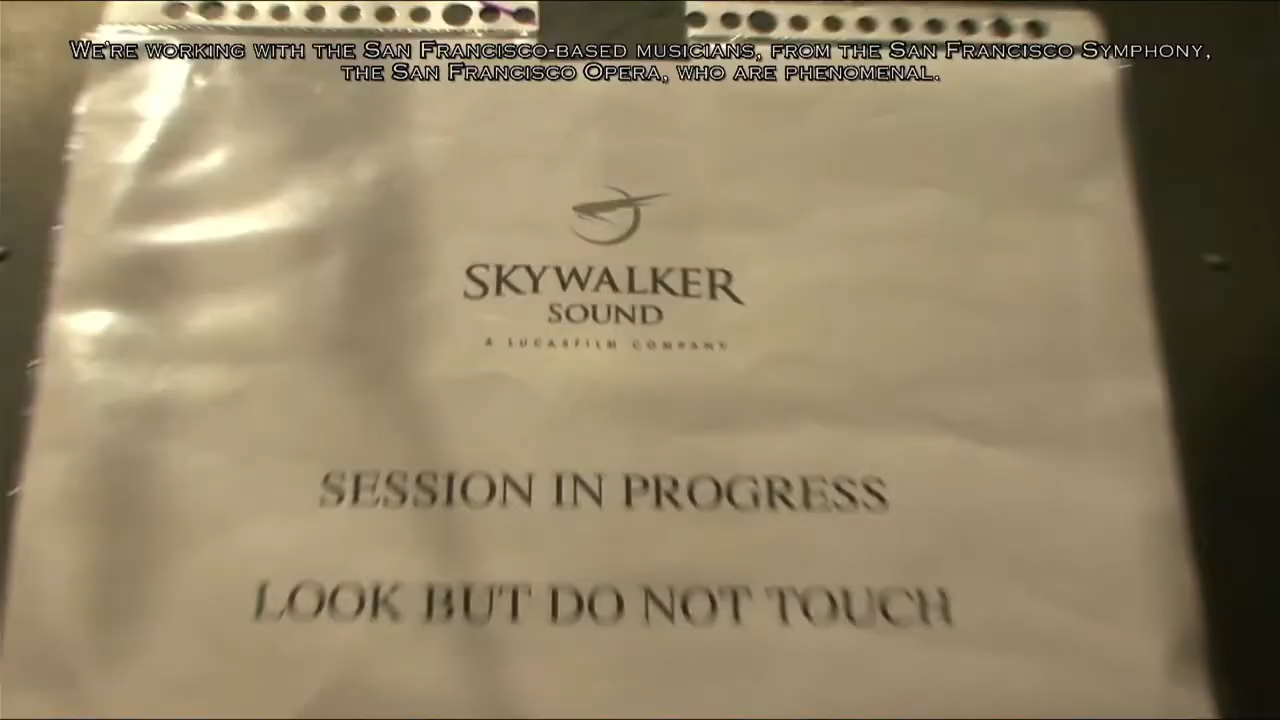 WE'RE WORKING WITH THE SAN FRANCISCO-BASED MUSICIANS, FROM THE SAN FRANCISCO SYMPHONY,
THE SAN FRANCISCO OPERA, WHO ARE PHENOMENAL.
SKYWALKER
SOUND
A LUCASFILM COMPANY
SESSION IN PROGRESS
LOOK BUT DO NOT TOUCH